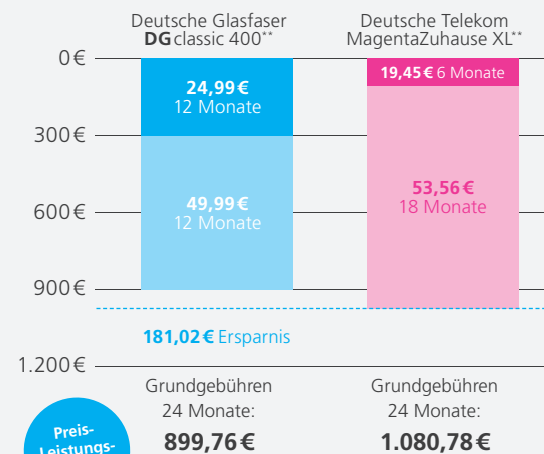 Deutsche Glasfaser
DGclassic 400**
Deutsche Telekom
MagentaZuhause XL**
0 €
24,99 €
12 Monate
19,45 € 6 Monate
300 €
49,99 €
12 Monate
53,56 €
18 Monate
600 €
900 €
181,02 € Ersparnis
1.200 €
Grundgebühren
24 Monate:
899,76 €
Grundgebühren
24 Monate:
1.080,78 €
Preis-
Leistungs-